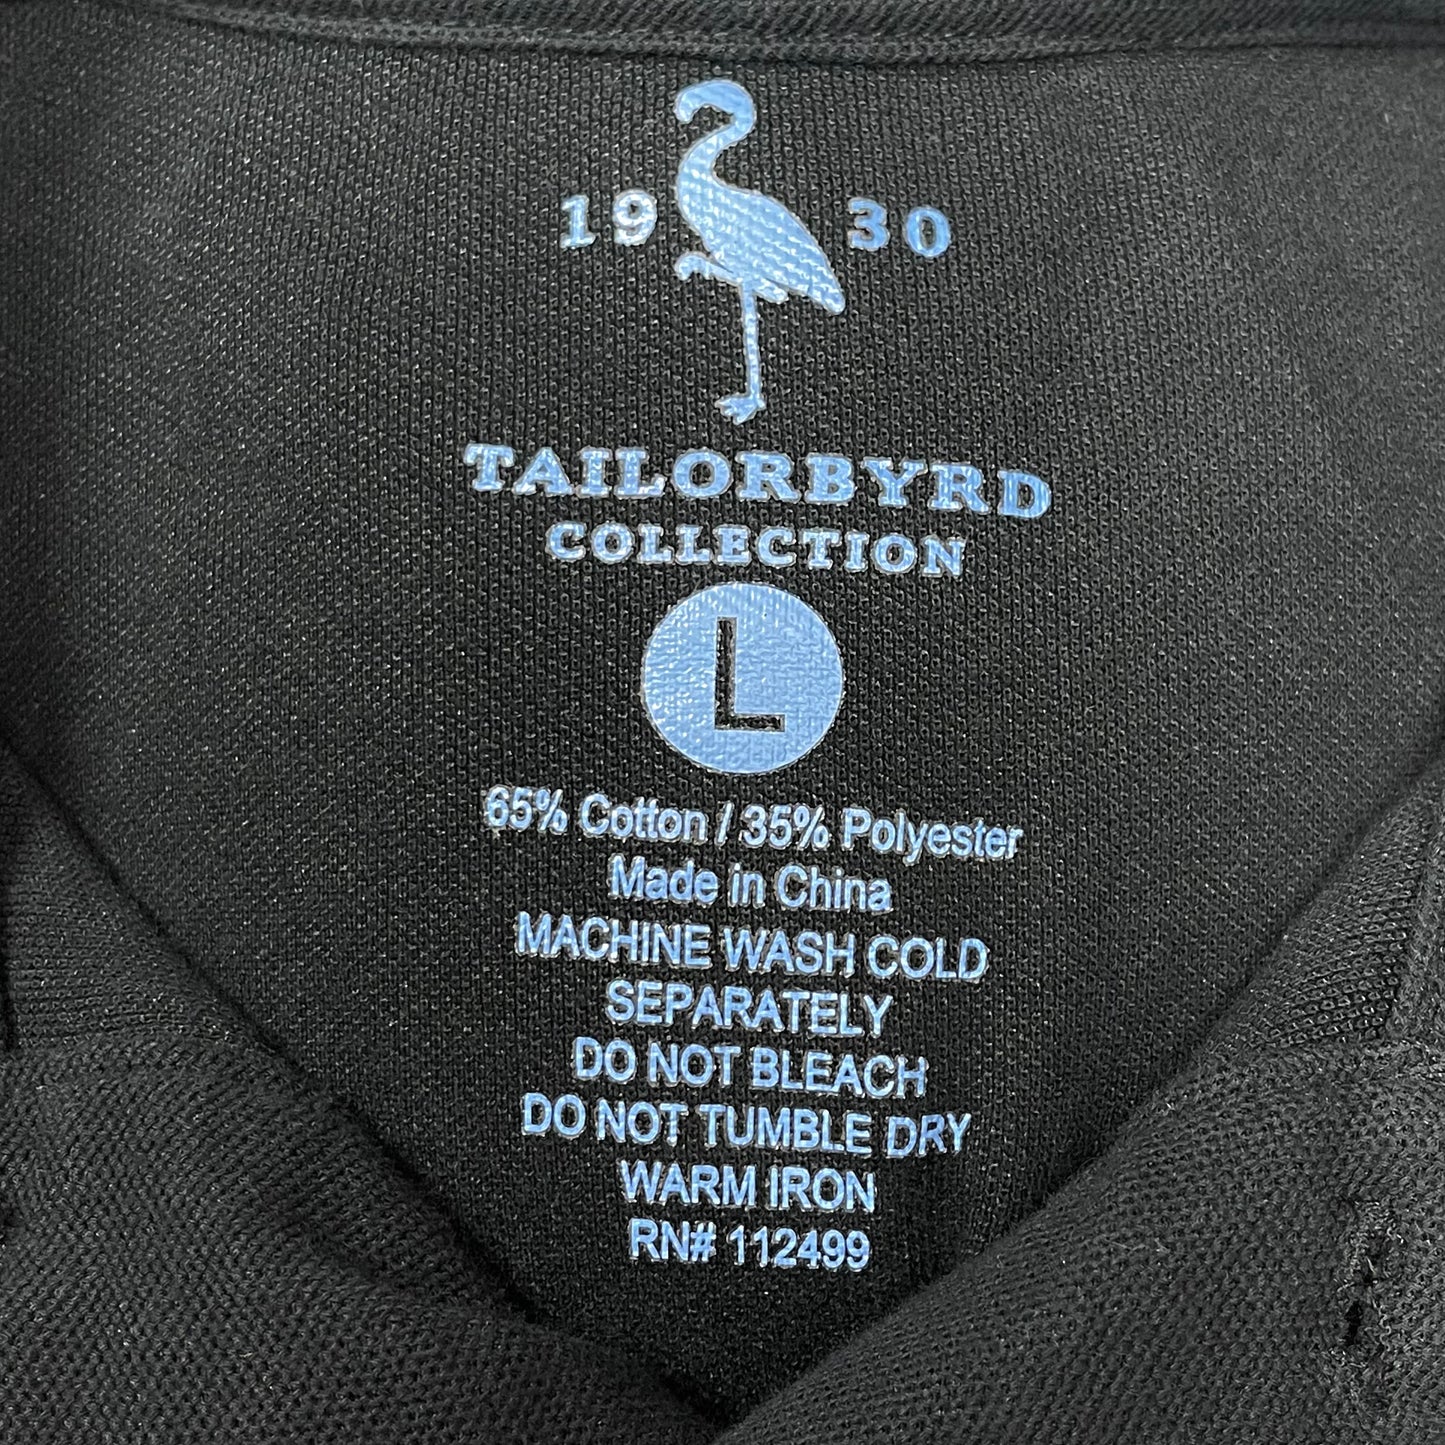 19 30
TAILORBYRD
COLLECTION
L
65% Cotton / 35% Polyester
Made in China
MACHINE WASH COLD
SEPARATELY
DO NOT BLEACH
DO NOT TUMBLE DRY
WARM IRON
RN# 112499